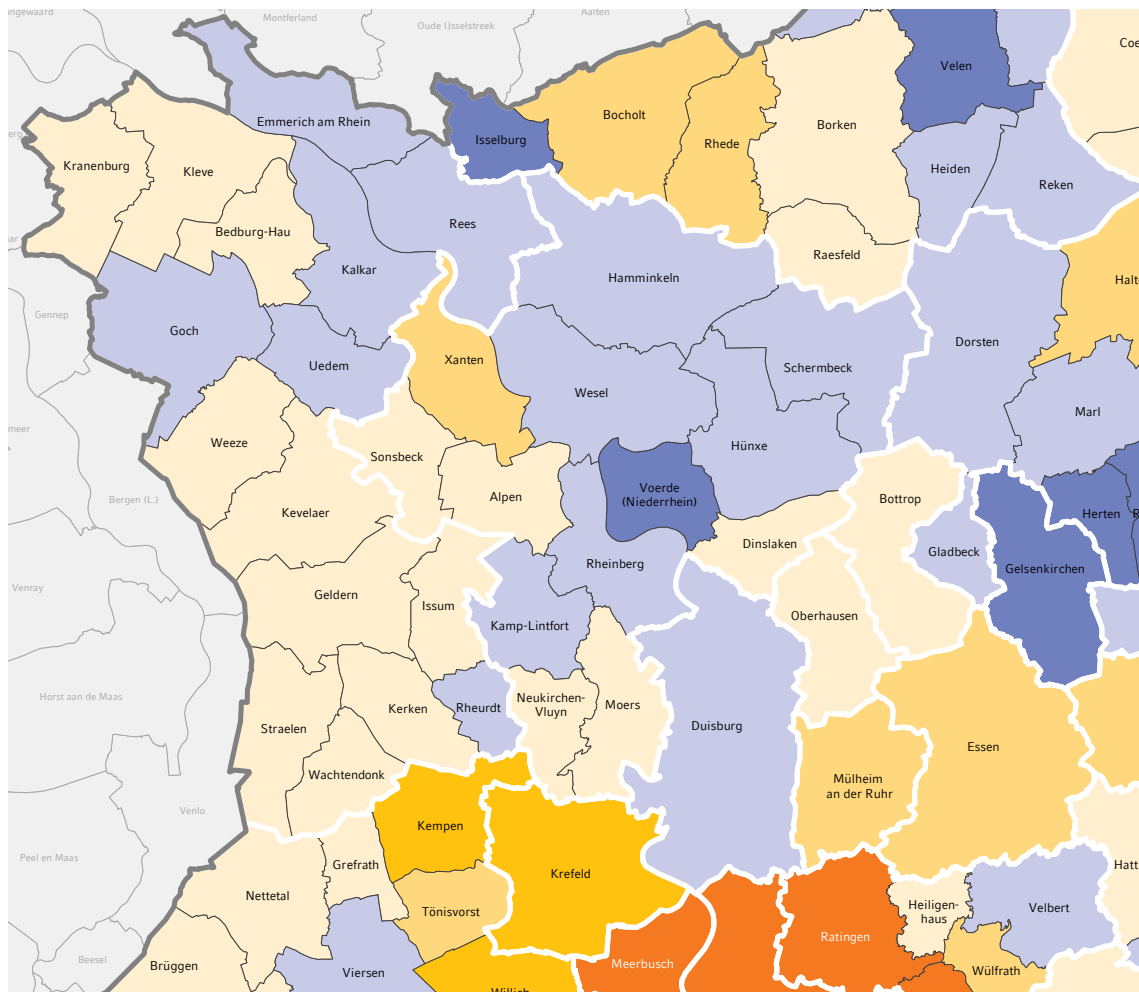 Montferland
Aalten
Oude IJsselstreek
Velen
Bocholt
Emmerich am Rhein
Borken
Isselburg
Rhede
Kranenburg
Kleve
Heiden
Reken
Rees
Bedburg-Hau
Raesfeld
Kalkar
Hamminkeln
Gennep
Goch
Dorsten
Xanten
Uedem
Schermbeck
Wesel
Marl
Weeze
Hünxe
Sonsbeck
Voerde
(Niederrhein)
Alpen
Bergen (L.)
Bottrop
Kevelaer
Herten
Dinslaken
Gladbeck
Rheinberg
Gelsenkirchen
Venray
Geldern
Issum
Oberhausen
Kamp-Lintfort
Horst aan de Maas
Neukirchen-
Vluyn
Moers
Kerken
Rheurdt
Straelen
Duisburg
Essen
Wachtendonk
Mülheim
an der Ruhr
Venlo
Kempen
Peel en Maas
Grefrath
Krefeld
Nettetal
Heiligen-
haus
Velbert
Tönisvorst
Ratingen
Beesel
Brüggen
Viersen
Meerbusch
Wülfrath